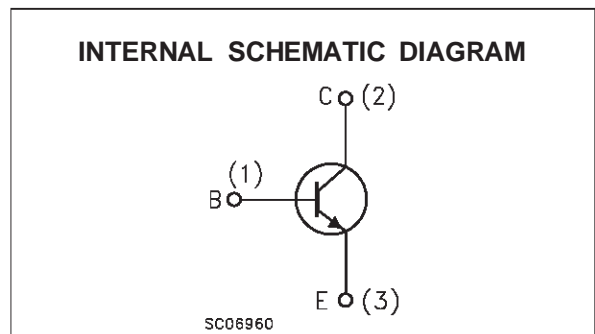 INTERNAL SCHEMATIC DIAGRAM
C (2)
(1)
B
E (3)
SC06960